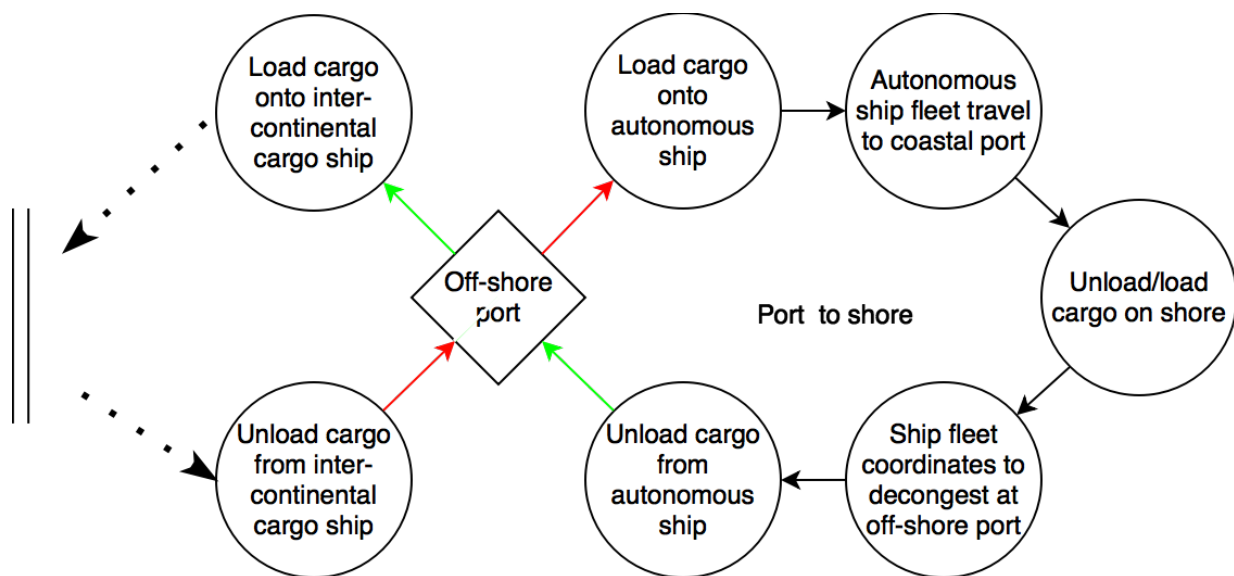 Load cargo
onto inter-
continental
cargo ship
Load cargo
onto
autonomous
ship
Autonomous
ship fleet travel
to coastal port
Off-shore
port
Port to shore
Unload/load
cargo on shore
Unload cargo
from inter-
continental
cargo ship
Unload cargo
from
autonomous
ship
Ship fleet
coordinates to
decongest at
off-shore port